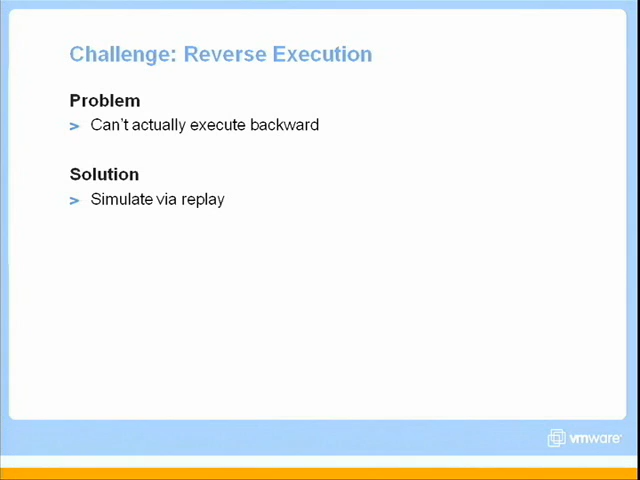 Challenge: Reverse Execution
Problem
> Can't actually execute backward
Solution
> Simulate via replay
vmware